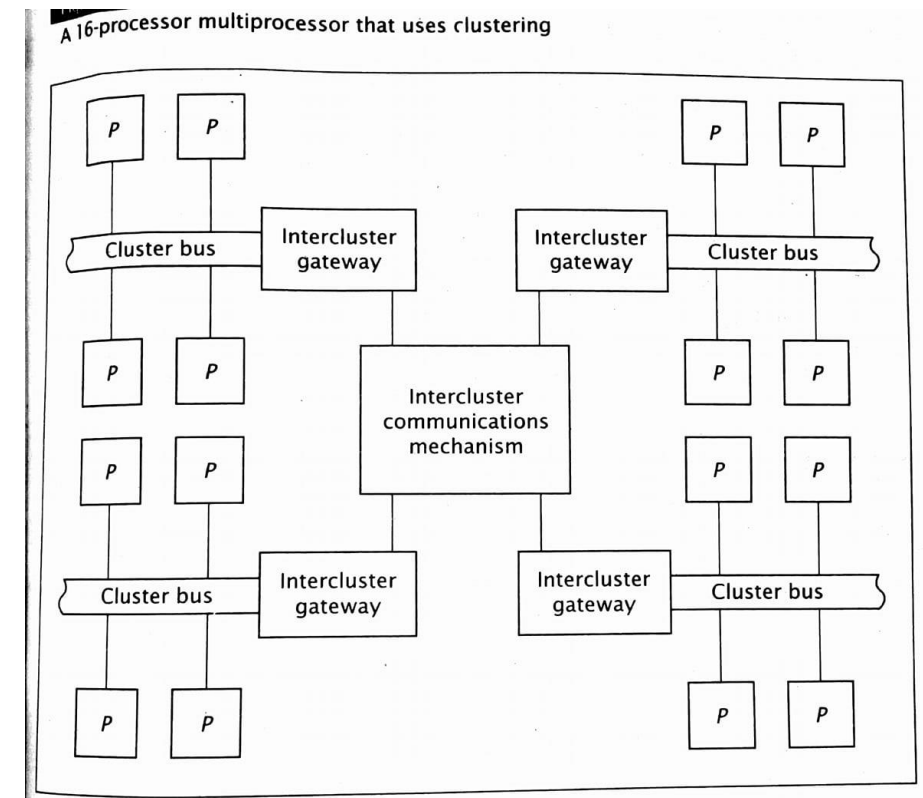 A 16-processor multiprocessor that uses clustering
P P P P
Cluster bus
Intercluster
gateway
Intercluster
gateway
Cluster bus
P P P P
Intercluster
communications
mechanism
P P P P
Cluster bus
Intercluster
gateway
Intercluster
gateway
Cluster bus
P P P P